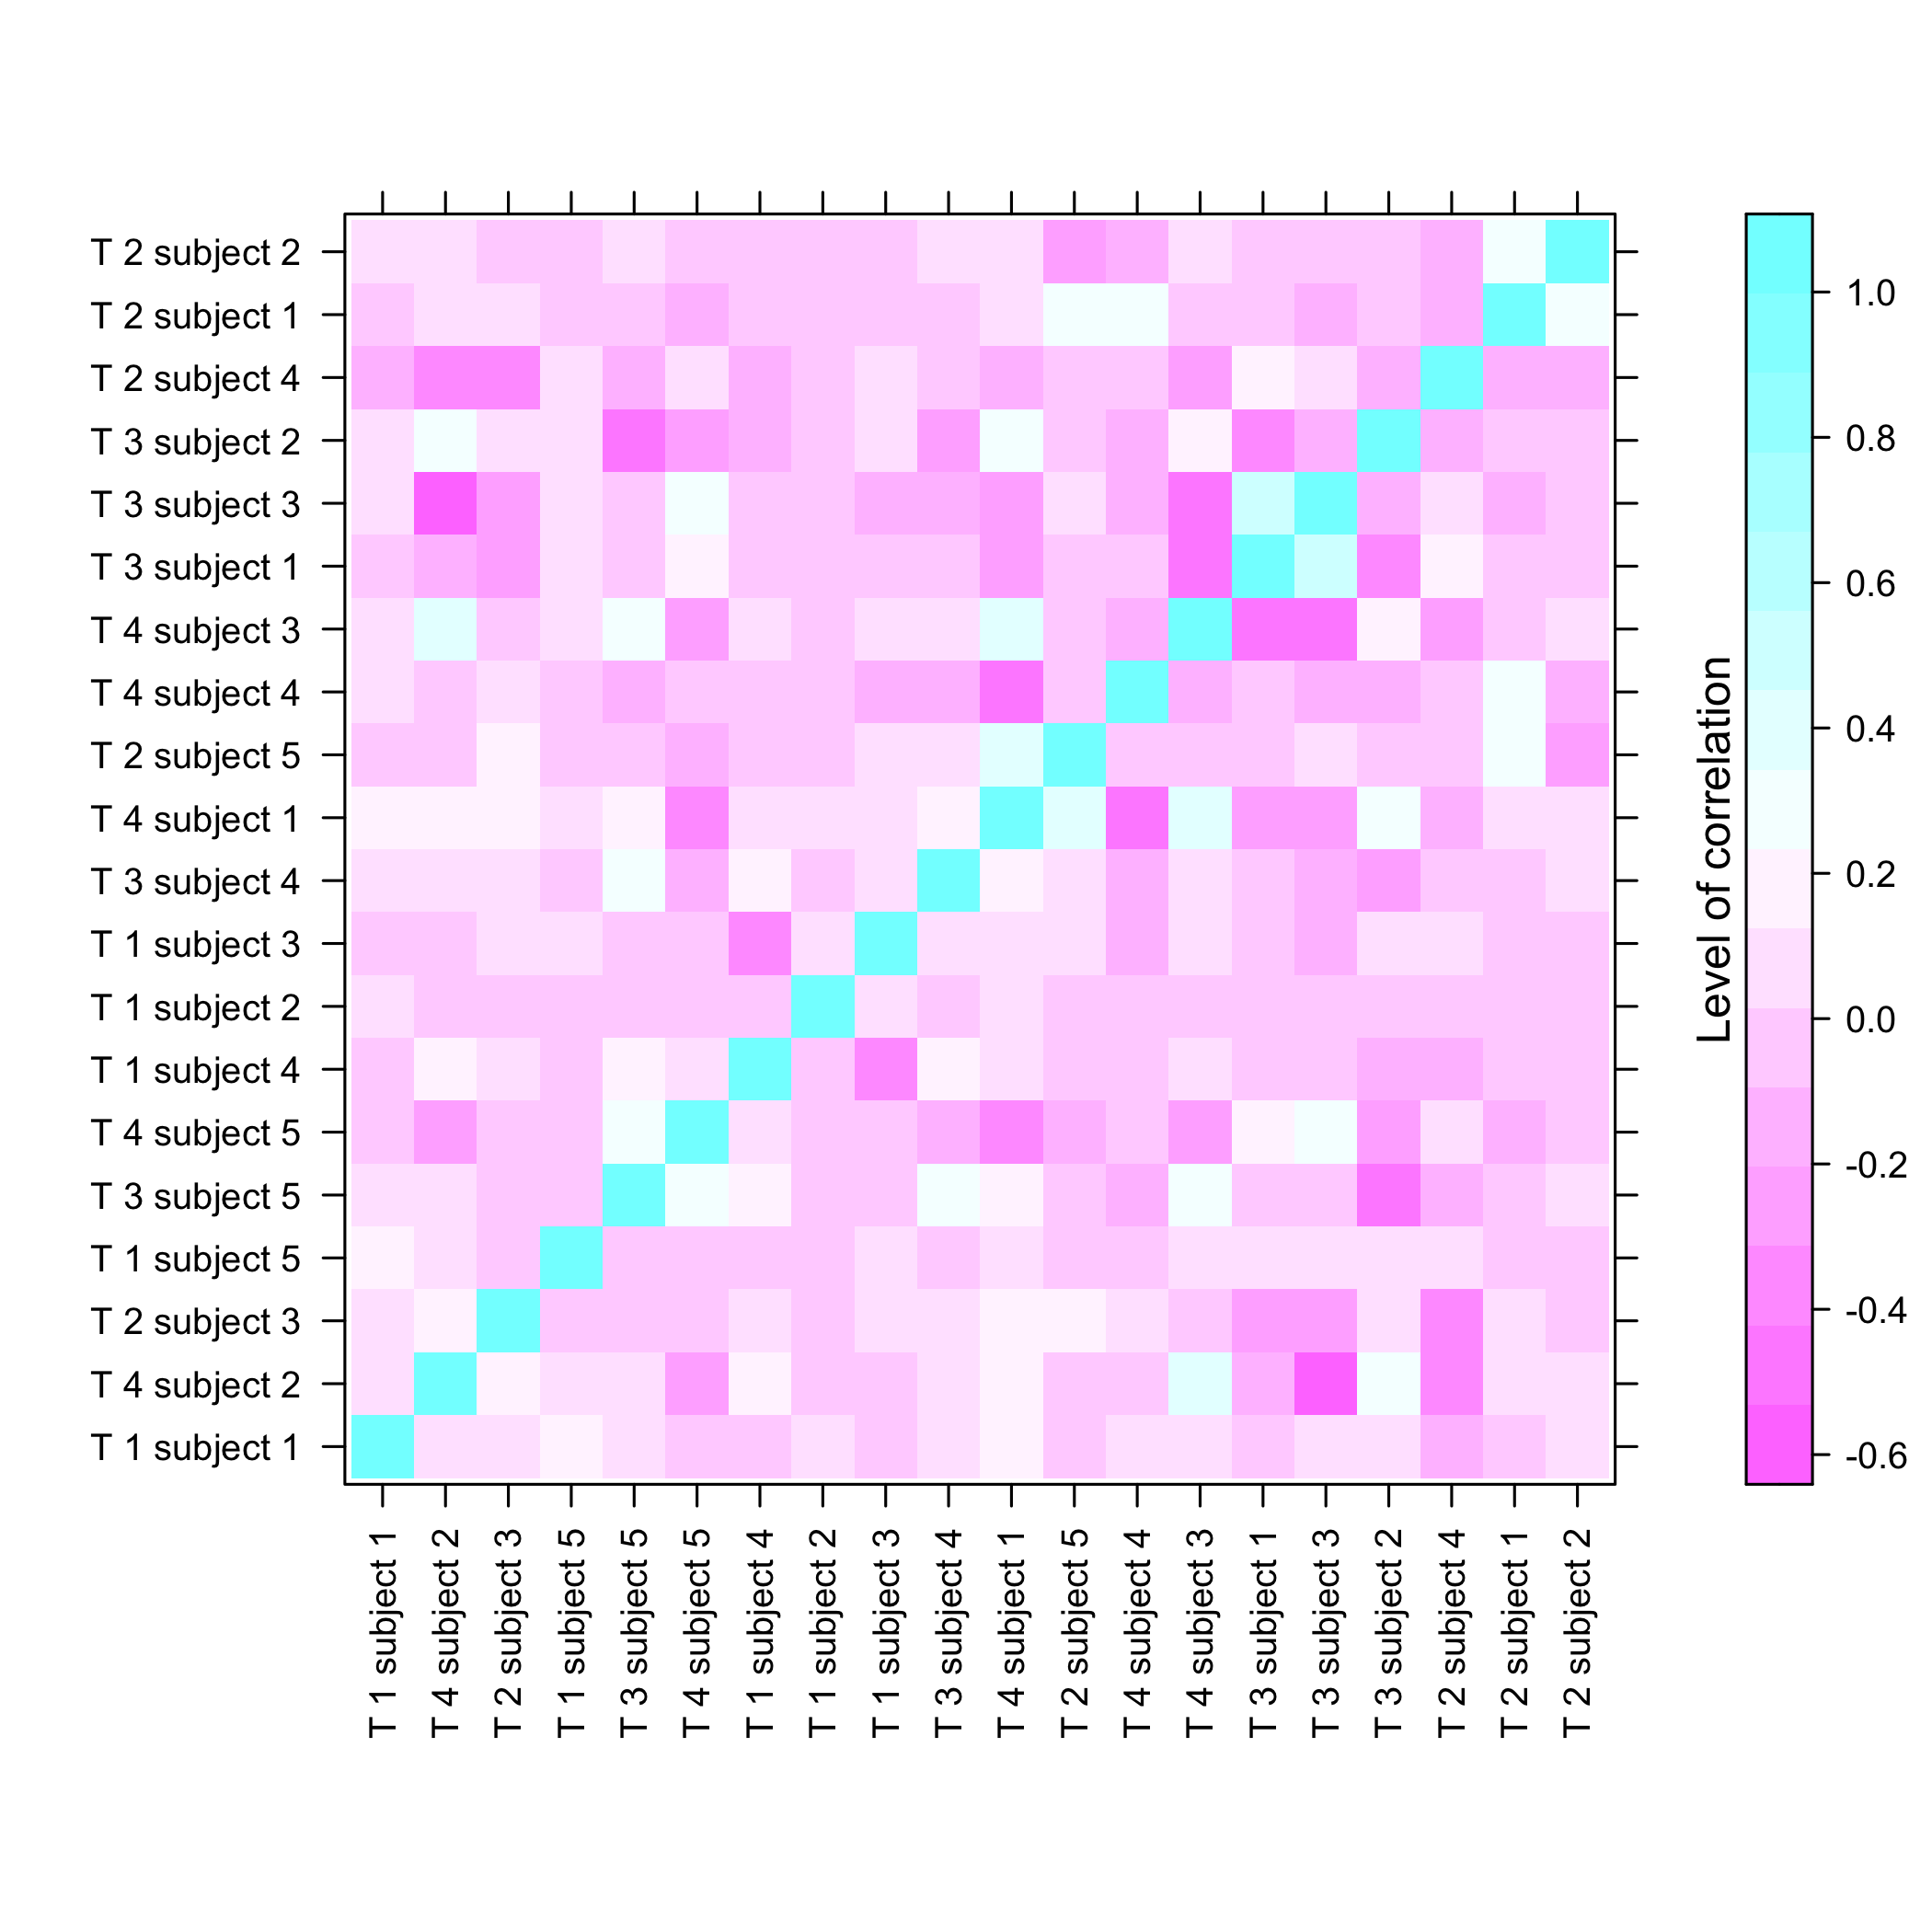 T 2 subject 2
T 2 subject 1
T 2 subject 4
T 3 subject 2
T 3 subject 3
T 3 subject 1
T 4 subject 3
T 4 subject 4
T 2 subject 5
T 4 subject 1
T 3 subject 4
T 1 subject 3
T 1 subject 2
T 1 subject 4
T 4 subject 5
T 3 subject 5
T 1 subject 5
T 2 subject 3
T 4 subject 2
T 1 subject 1
T 1 subject 1
T 4 subject 2
T 2 subject 3
T 1 subject 5
T 3 subject 5
T 4 subject 5
T 1 subject 4
T 1 subject 2
T 1 subject 3
T 3 subject 4
T 4 subject 1
T 2 subject 5
T 4 subject 4
T 4 subject 3
T 3 subject 1
T 3 subject 3
T 3 subject 2
T 2 subject 4
T 2 subject 1
T 2 subject 2
Level of correlation
1.0
0.8
0.6
0.4
0.2
0.0
-0.2
-0.4
-0.6